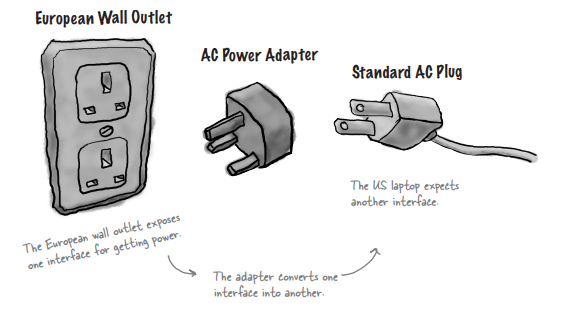 European Wall Outlet
AC Power Adapter
Standard AC Plug
The US laptop expects
another interface.
The European wall outlet exposes
one interface for getting power.
The adapter converts one
interface into another.